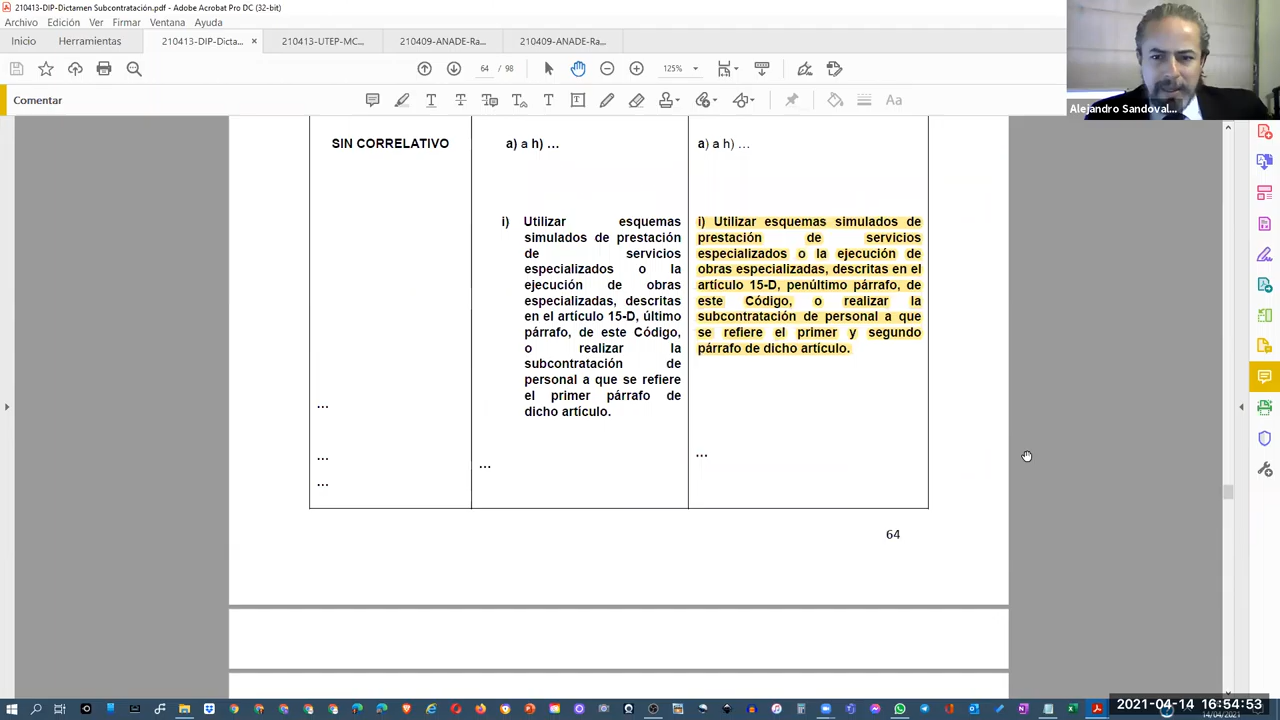 210413-DIP-Dictamen Subcontratación.pdf - Adobe Acrobat Pro DC (32-bit)
Archivo Edición Ver Firmar Ventana Ayuda
Inicio Herramientas 210413-DIP-Dicta... × 210413-UTEP-MC... 210409-ANADE-Ra... 210409-ANADE-Ra...
64 / 98 125%
Comentar
Aa
Alejandro Sandoval...
SIN CORRELATIVO
...
...
...
a) a h) ...
i) Utilizar esquemas
simulados de prestación
de servicios
especializados o la
ejecución de obras
especializadas, descritas
en el artículo 15-D, último
párrafo, de este Código,
o realizar la
subcontratación de
personal a que se refiere
el primer párrafo de
dicho artículo.
...
a) a h) ...
i) Utilizar esquemas simulados de
prestación de servicios
especializados o la ejecución de
obras especializadas, descritas en el
artículo 15-D, penúltimo párrafo, de
este Código, o realizar la
subcontratación de personal a que
se refiere el primer y segundo
párrafo de dicho artículo.
...
64
2021-04-14 16:54:53
14/04/2021